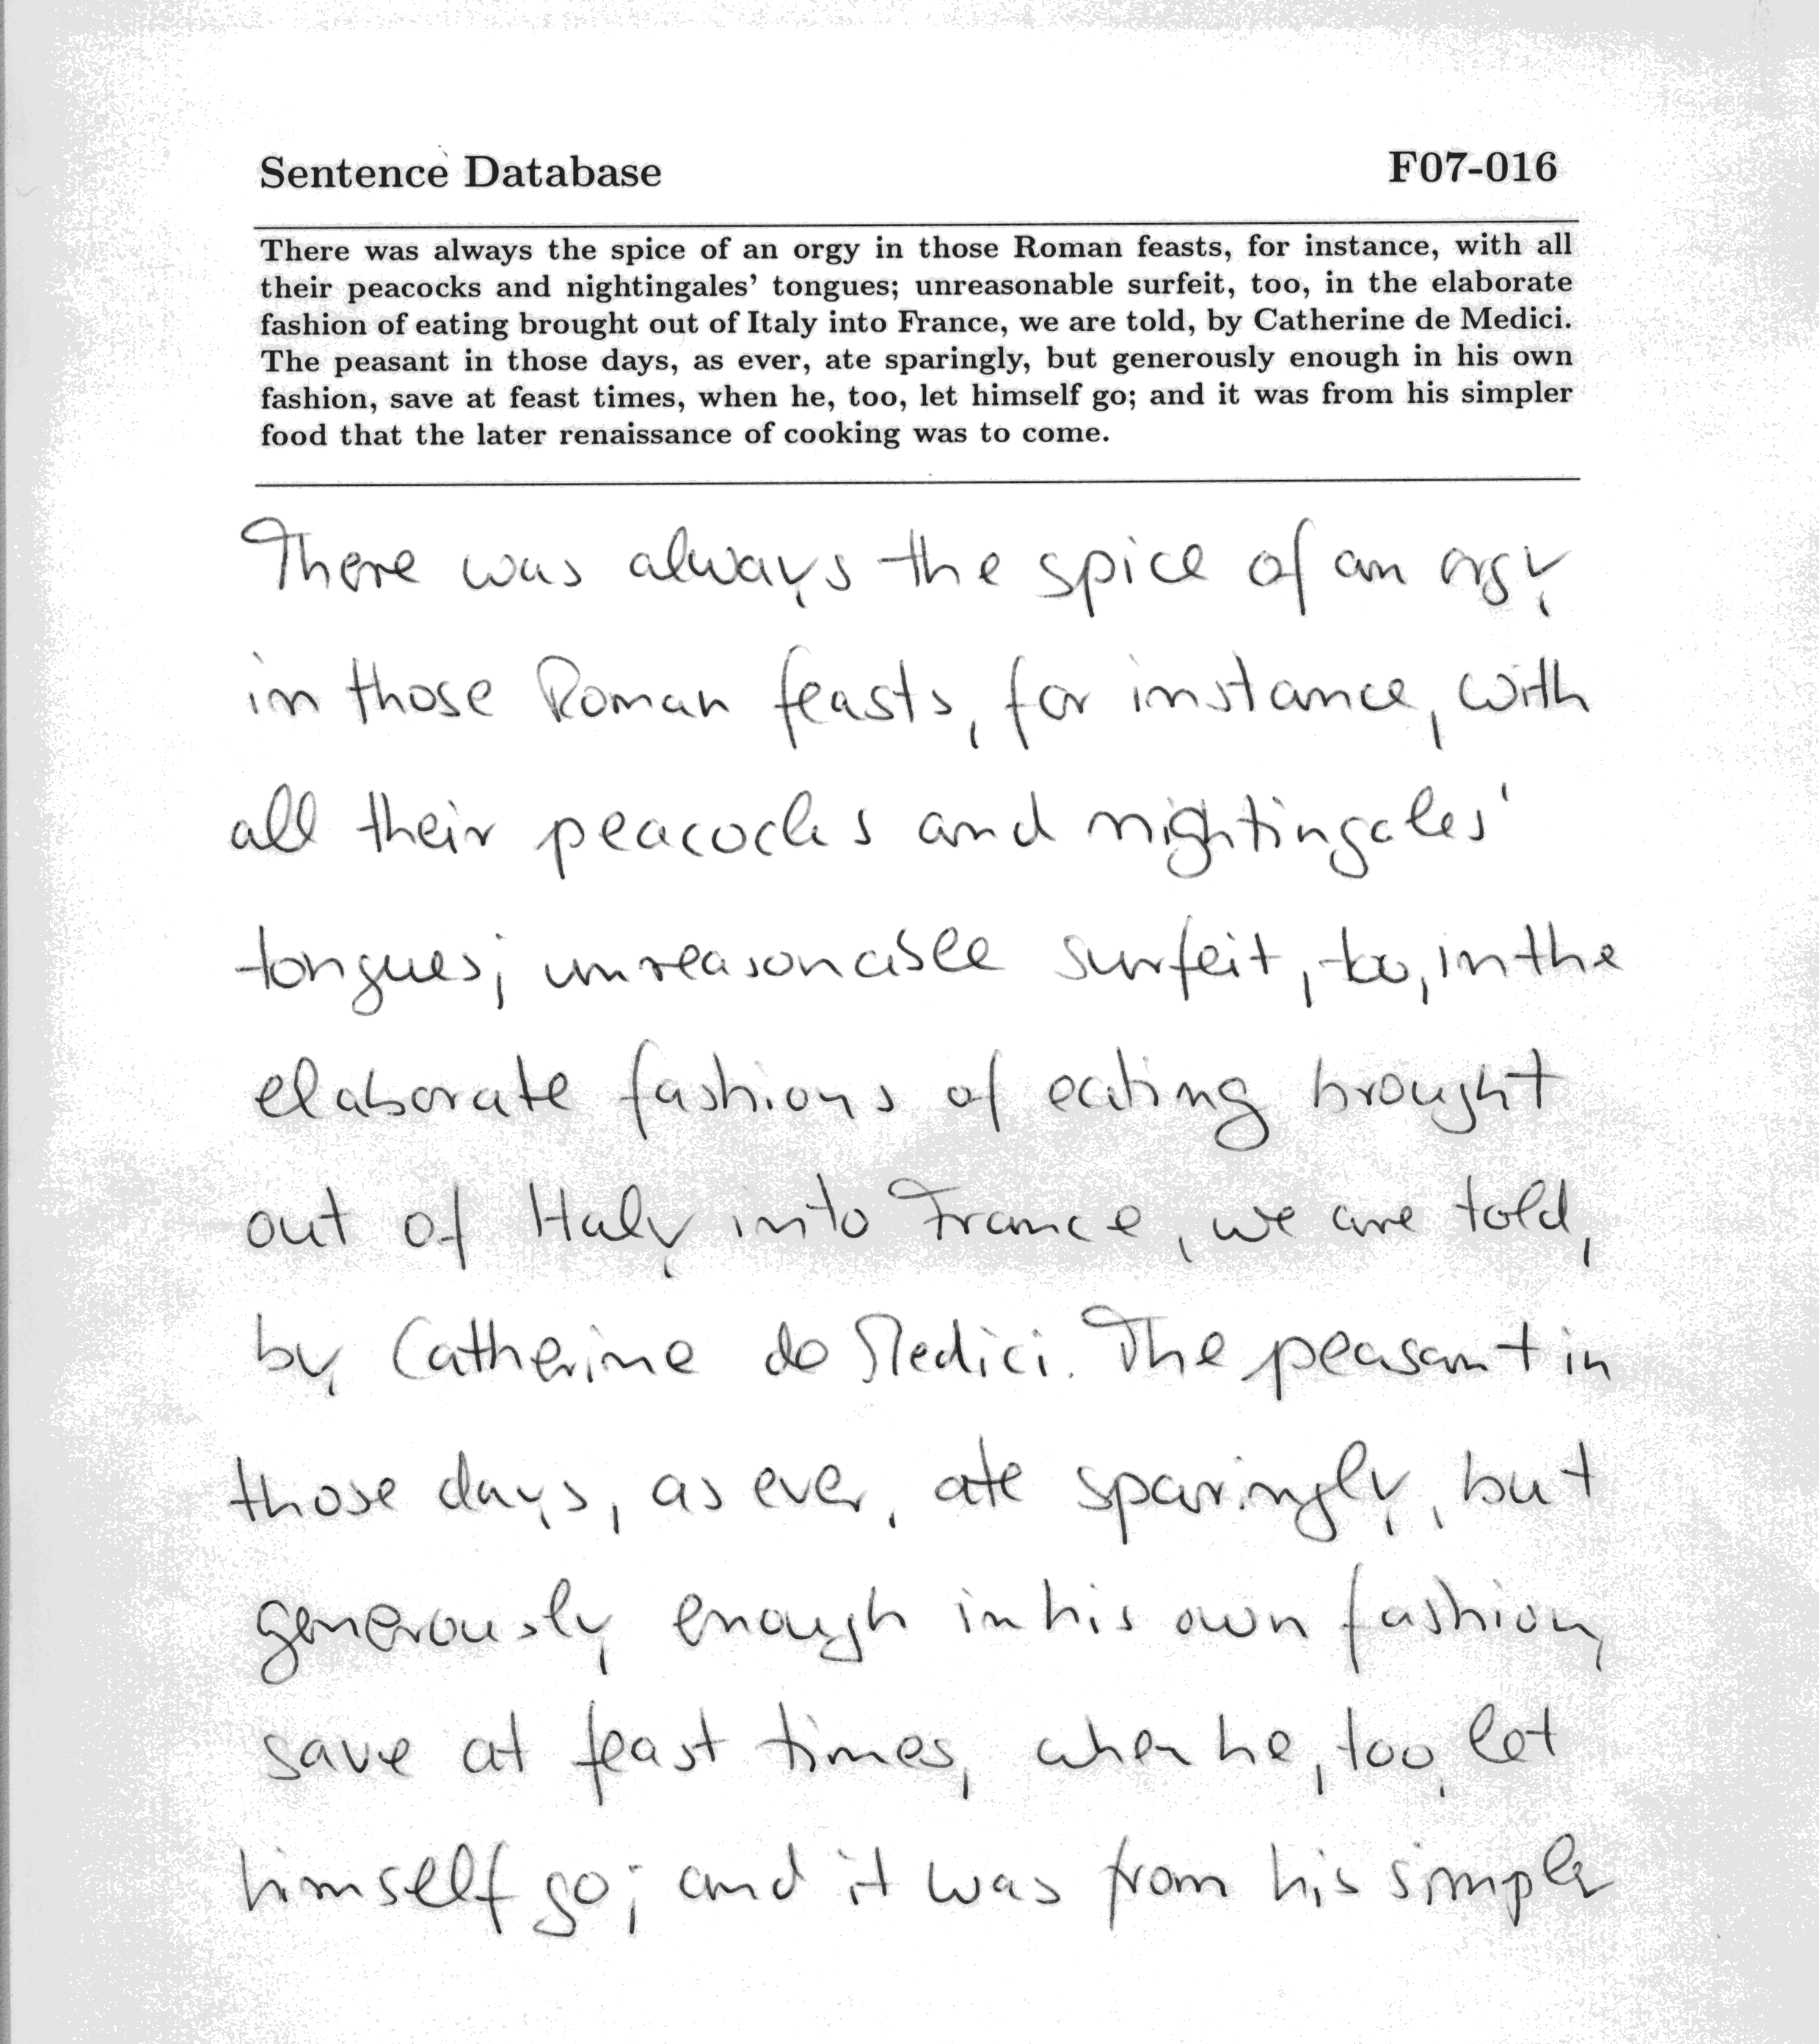 Sentence Database F07-016
There was always the spice of an orgy in those Roman feasts, for instance, with all
their peacocks and nightingales' tongues; unreasonable surfeit, too, in the elaborate
fashion of eating brought out of Italy into France, we are told, by Catherine de Medici.
The peasant in those days, as ever, ate sparingly, but generously enough in his own
fashion, save at feast times, when he, too, let himself go; and it was from his simpler
food that the later renaissance of cooking was to come.
There was always the spice of an orgy
in those Roman feasts, for instance, with
all their peacocks and nightingales'
tongues; unreasonable surfeit, too, in the
elaborate fashions of eating brought
out of Italy into France, we are told,
by Catherine de Medici. The peasant in
those days, as ever, ate sparingly, but
generously enough in his own fashion,
save at feast times, when he, too, let
himself go; and it was from his simpler